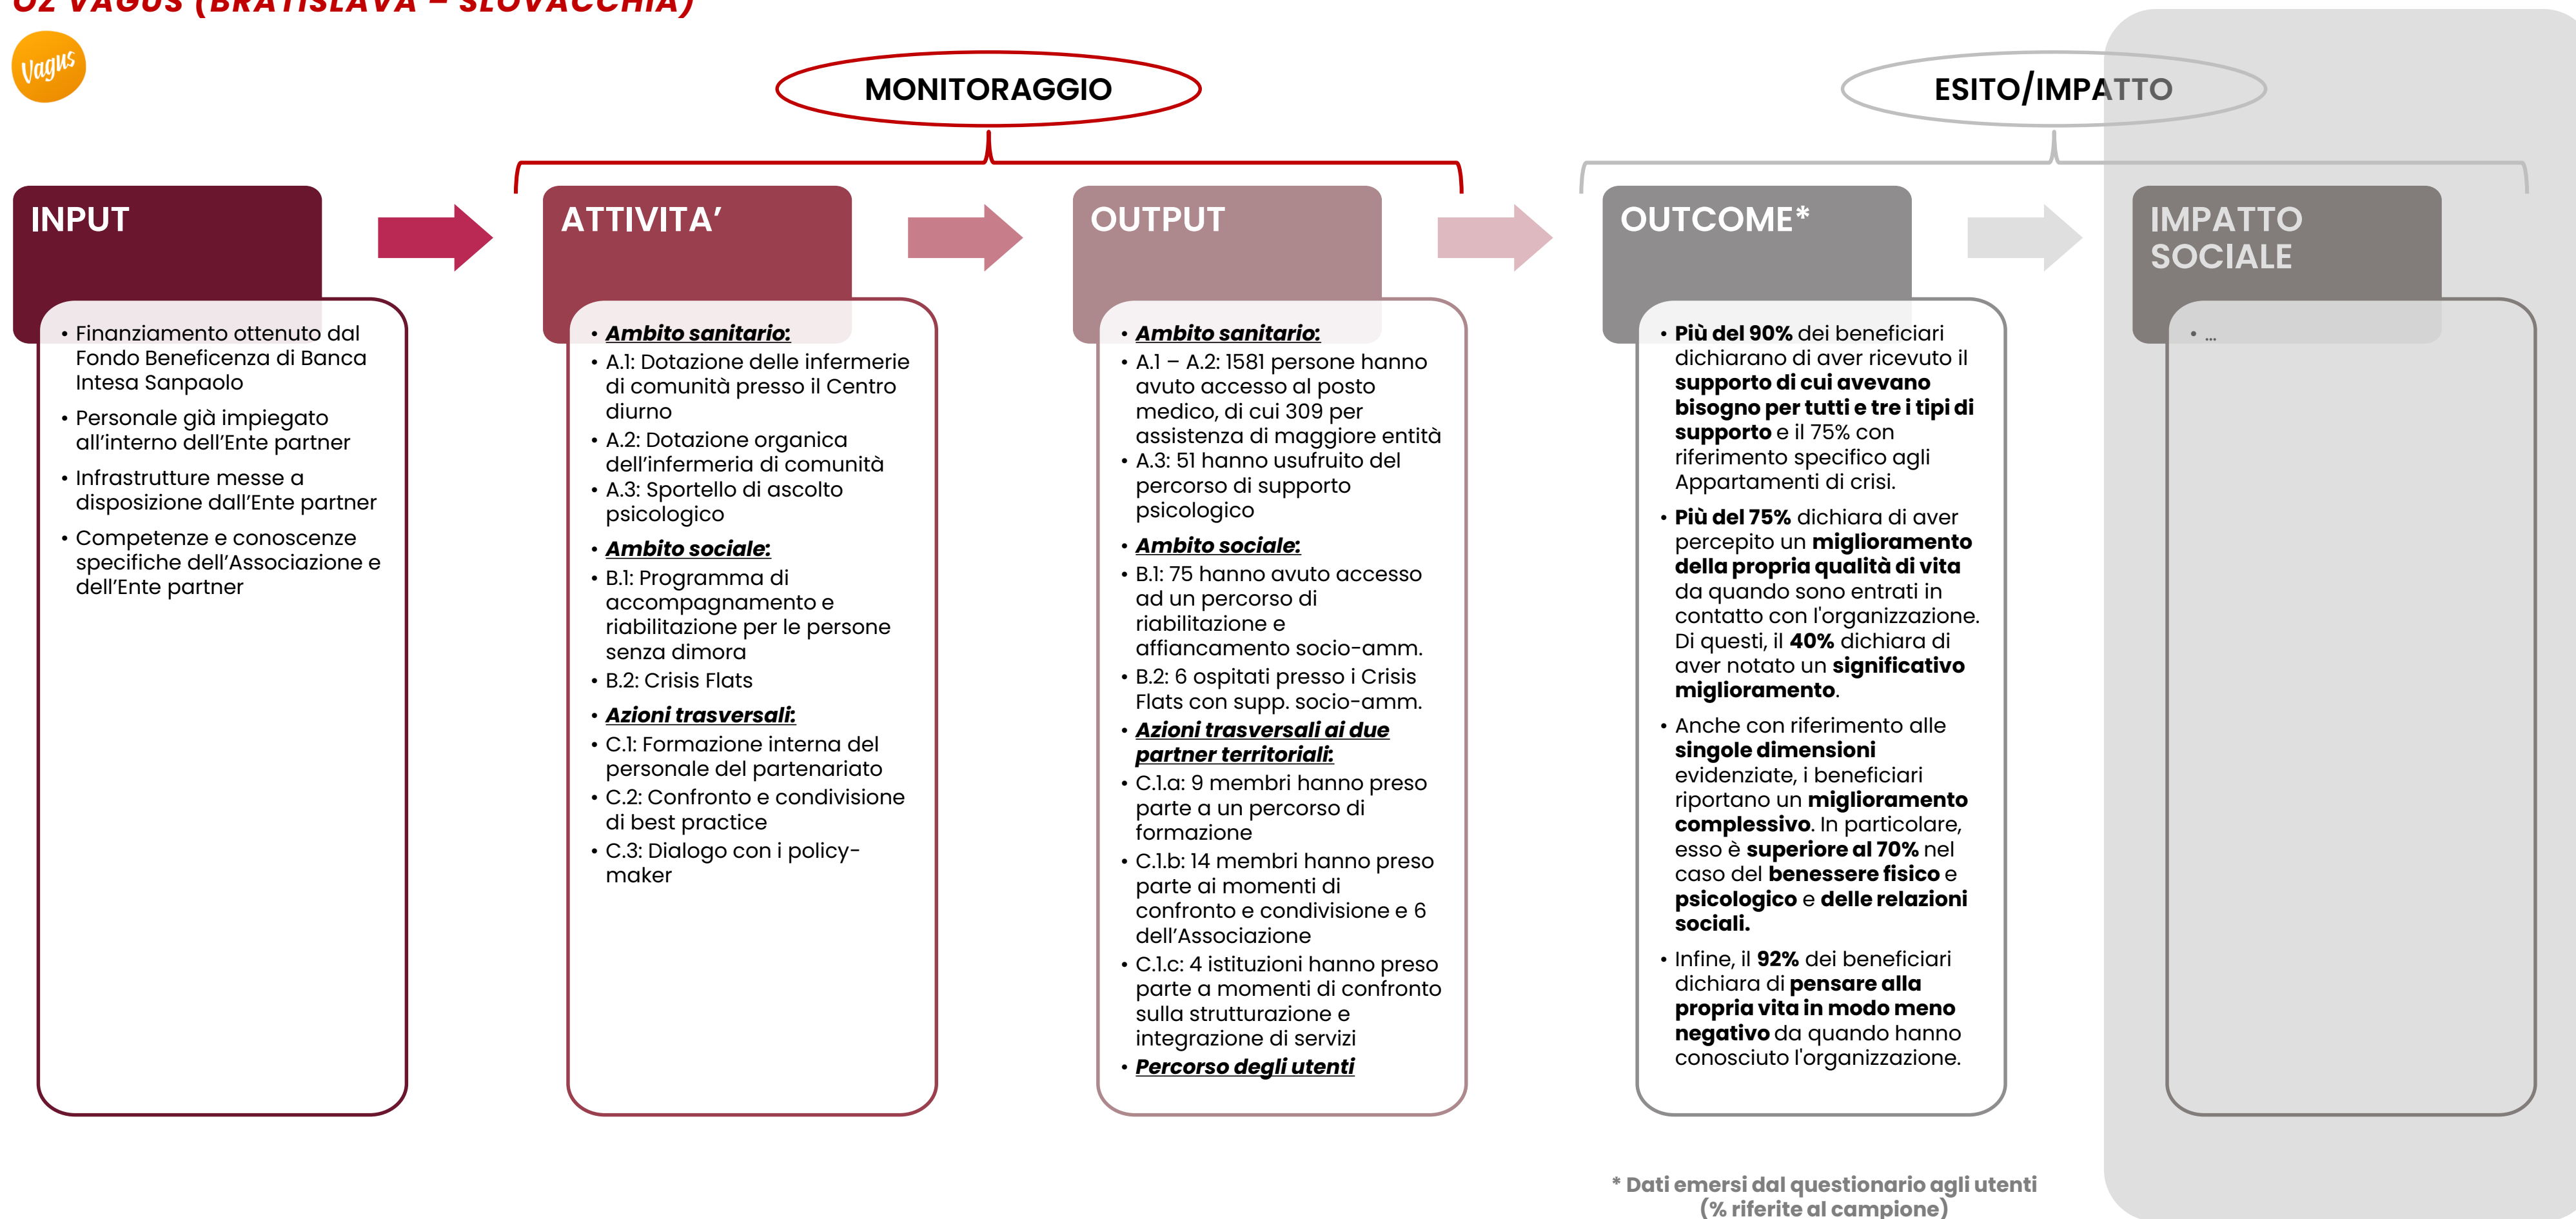 OZ VAGUS (BRATISLAVA – SLOVACCHIA)
Vagus
MONITORAGGIO
ESITO/IMPATTO
INPUT
• Finanziamento ottenuto dal
Fondo Beneficenza di Banca
Intesa Sanpaolo
• Personale già impiegato
all’interno dell’Ente partner
• Infrastrutture messe a
disposizione dall’Ente partner
• Competenze e conoscenze
specifiche dell’Associazione e
dell’Ente partner
ATTIVITA’
• Ambito sanitario:
• A.1: Dotazione delle infermerie
di comunità presso il Centro
diurno
• A.2: Dotazione organica
dell’infermeria di comunità
• A.3: Sportello di ascolto
psicologico
• Ambito sociale:
• B.1: Programma di
accompagnamento e
riabilitazione per le persone
senza dimora
• B.2: Crisis Flats
• Azioni trasversali:
• C.1: Formazione interna del
personale del partenariato
• C.2: Confronto e condivisione
di best practice
• C.3: Dialogo con i policy-
maker
OUTPUT
• Ambito sanitario:
• A.1 – A.2: 1581 persone hanno
avuto accesso al posto
medico, di cui 309 per
assistenza di maggiore entità
• A.3: 51 hanno usufruito del
percorso di supporto
psicologico
• Ambito sociale:
• B.1: 75 hanno avuto accesso
ad un percorso di
riabilitazione e
affiancamento socio-amm.
• B.2: 6 ospitati presso i Crisis
Flats con supp. socio-amm.
• Azioni trasversali ai due
partner territoriali:
• C.1.a: 9 membri hanno preso
parte a un percorso di
formazione
• C.1.b: 14 membri hanno preso
parte ai momenti di
confronto e condivisione e 6
dell’Associazione
• C.1.c: 4 istituzioni hanno preso
parte a momenti di confronto
sulla strutturazione e
integrazione di servizi
• Percorso degli utenti
OUTCOME*
• Più del 90% dei beneficiari
dichiarano di aver ricevuto il
supporto di cui avevano
bisogno per tutti e tre i tipi di
supporto e il 75% con
riferimento specifico agli
Appartamenti di crisi.
• Più del 75% dichiara di aver
percepito un miglioramento
della propria qualità di vita
da quando sono entrati in
contatto con l'organizzazione.
Di questi, il 40% dichiara di
aver notato un significativo
miglioramento.
• Anche con riferimento alle
singole dimensioni
evidenziate, i beneficiari
riportano un miglioramento
complessivo. In particolare,
esso è superiore al 70% nel
caso del benessere fisico e
psicologico e delle relazioni
sociali.
• Infine, il 92% dei beneficiari
dichiara di pensare alla
propria vita in modo meno
negativo da quando hanno
conosciuto l'organizzazione.
IMPATTO
SOCIALE
• …
* Dati emersi dal questionario agli utenti
(% riferite al campione)